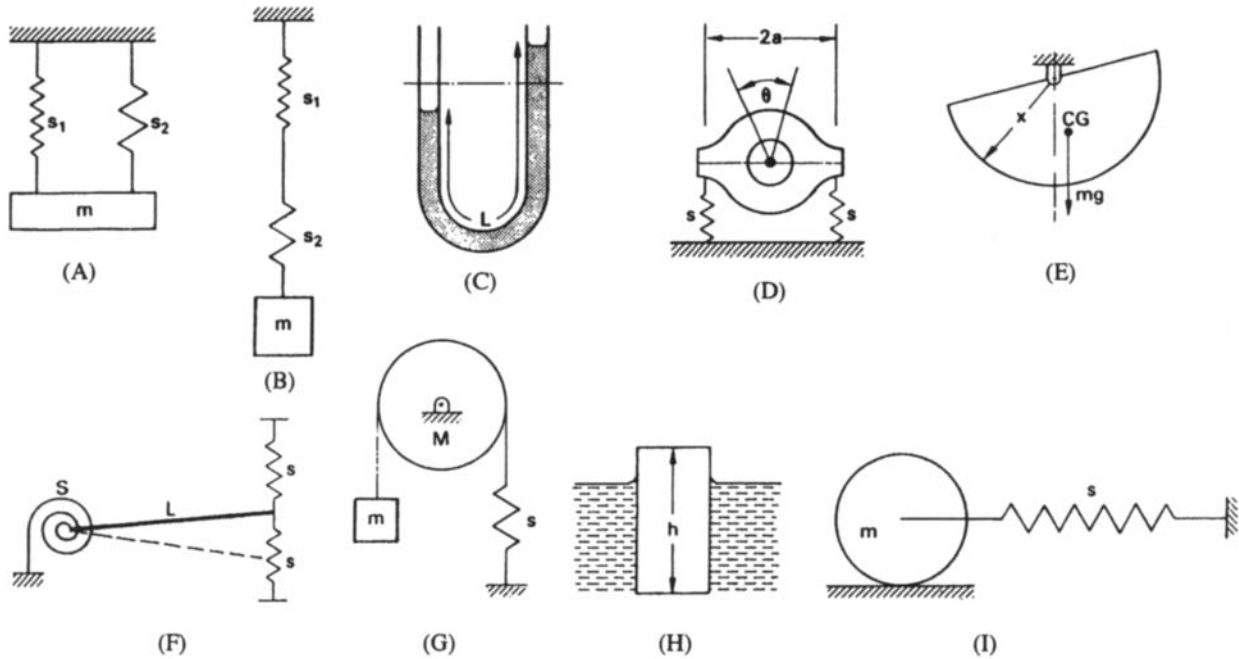 s₁
s₂
m
(A)
s₁
s₂
m
(B)
L
(C)
2a
θ
s
s
(D)
x
CG
mg
(E)
S
L
s
s
(F)
M
m
s
(G)
h
(H)
m
s
(I)